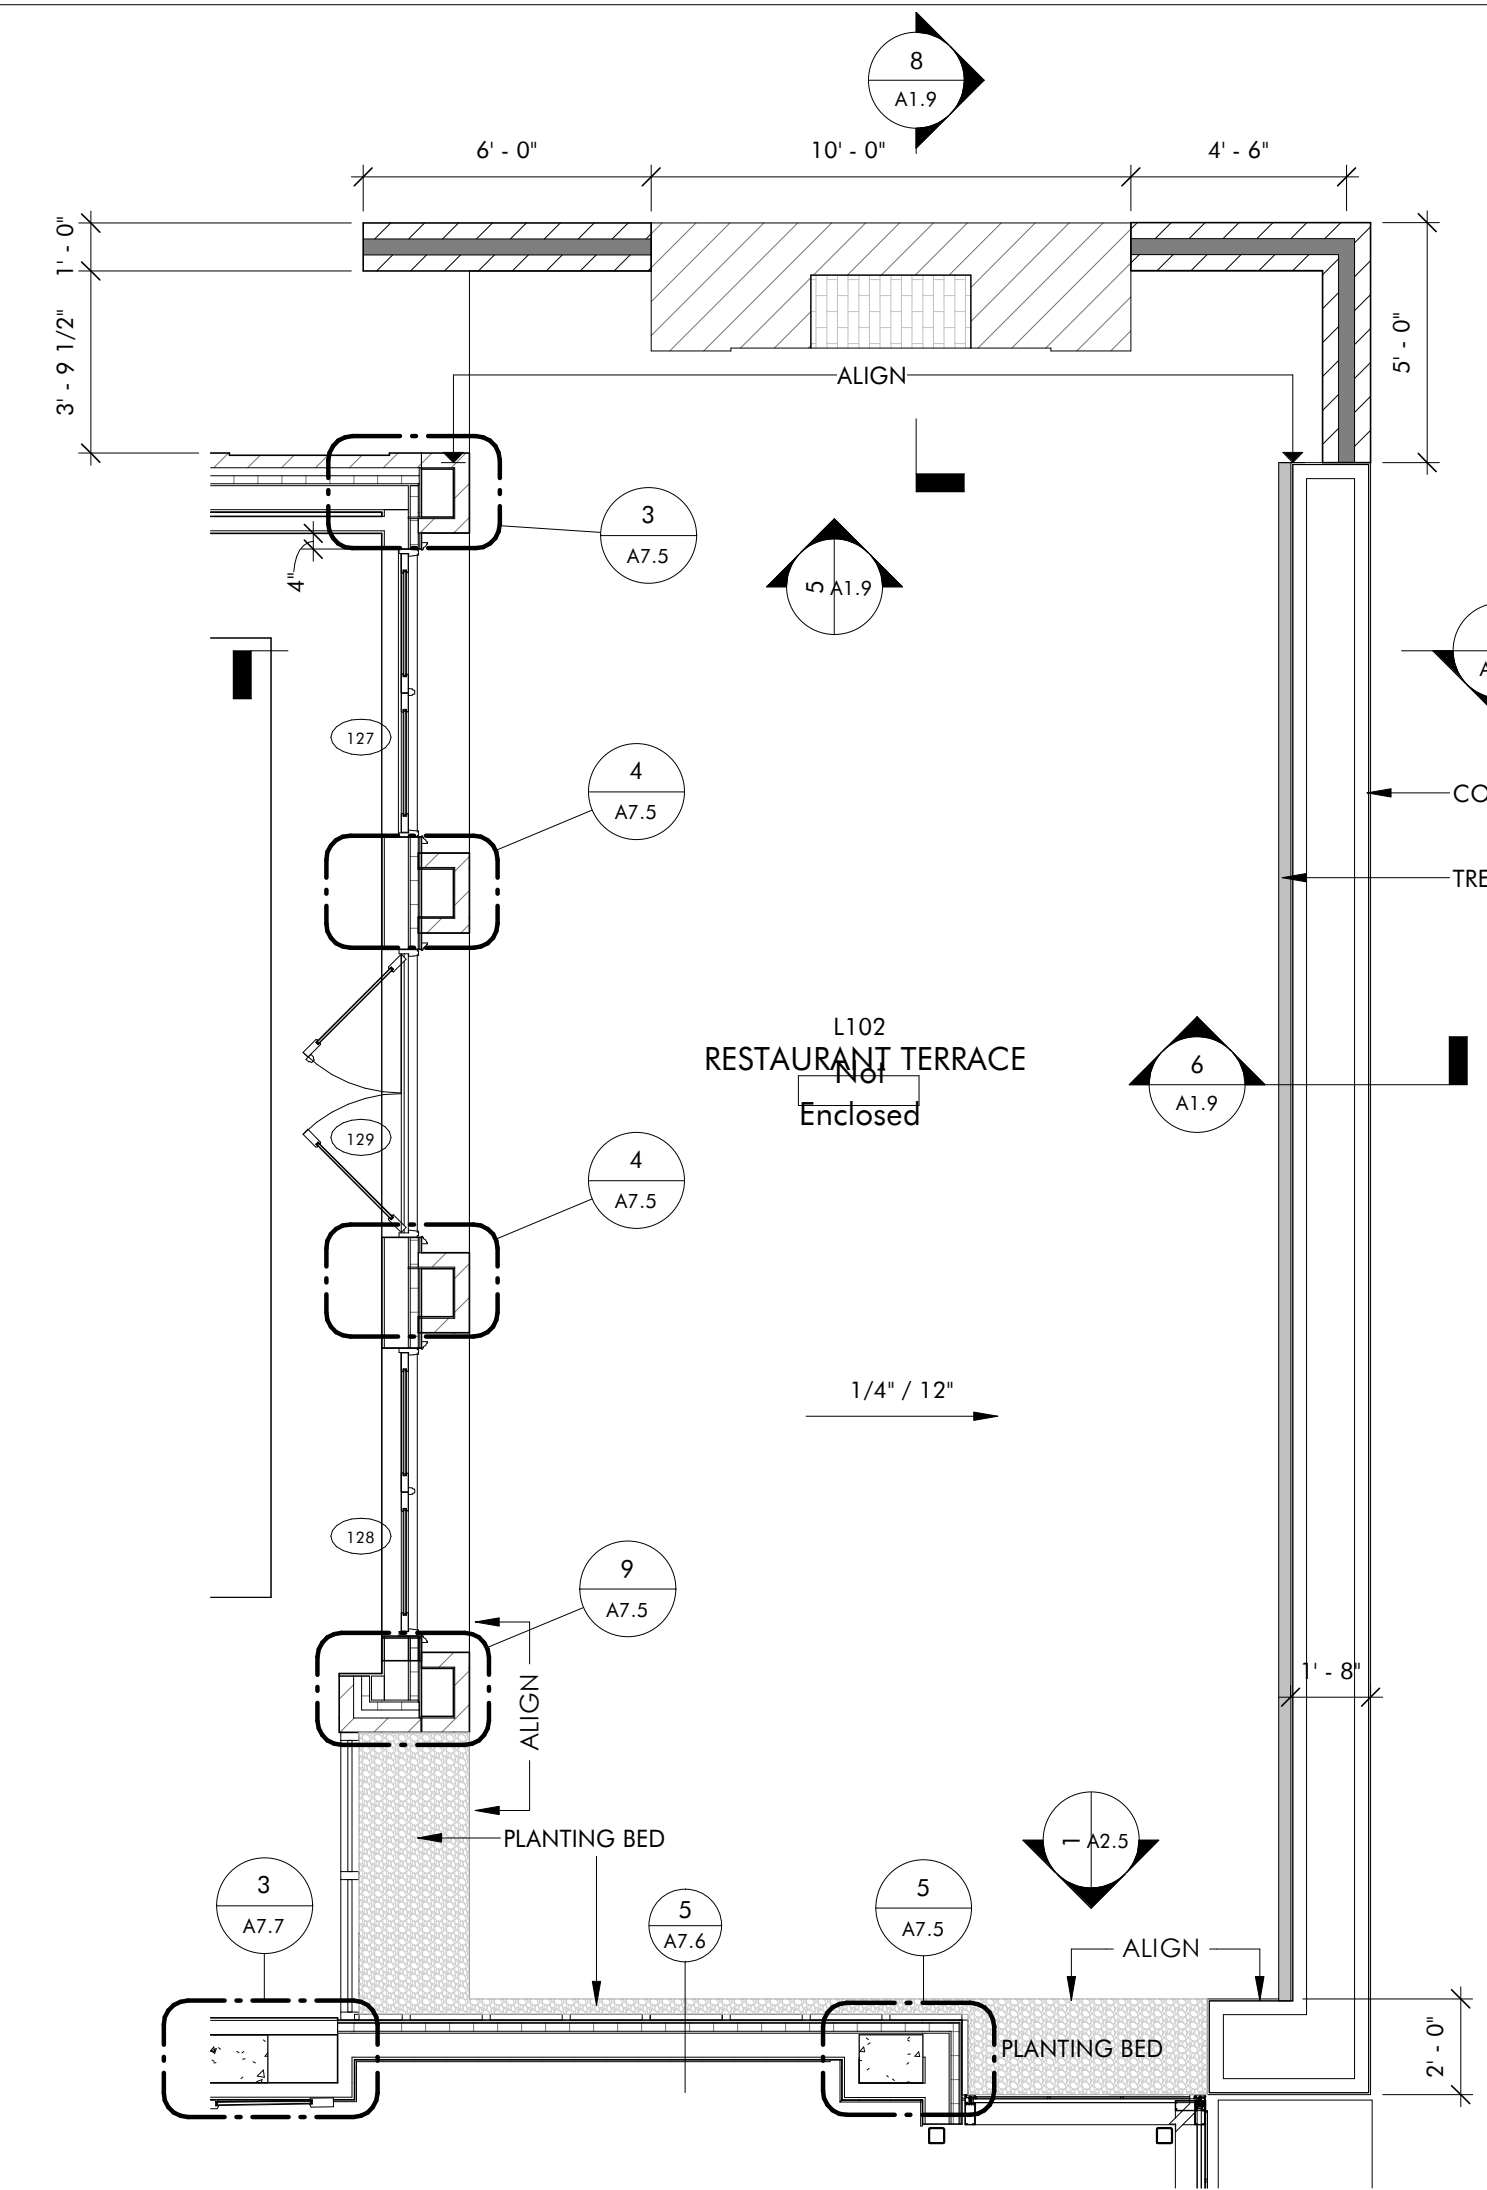 8
A1.9
6' - 0"
10' - 0"
4' - 6"
1' - 0"
3' - 9 1/2"
5' - 0"
ALIGN
3
A7.5
4"
5 A1.9
127
4
A7.5
CO
TRE
L102
RESTAURANT TERRACE
Not
Enclosed
6
A1.9
129
4
A7.5
1/4" / 12"
128
9
A7.5
ALIGN
1' - 8"
PLANTING BED
1 A2.5
3
A7.7
5
A7.6
5
A7.5
ALIGN
PLANTING BED
2' - 0"